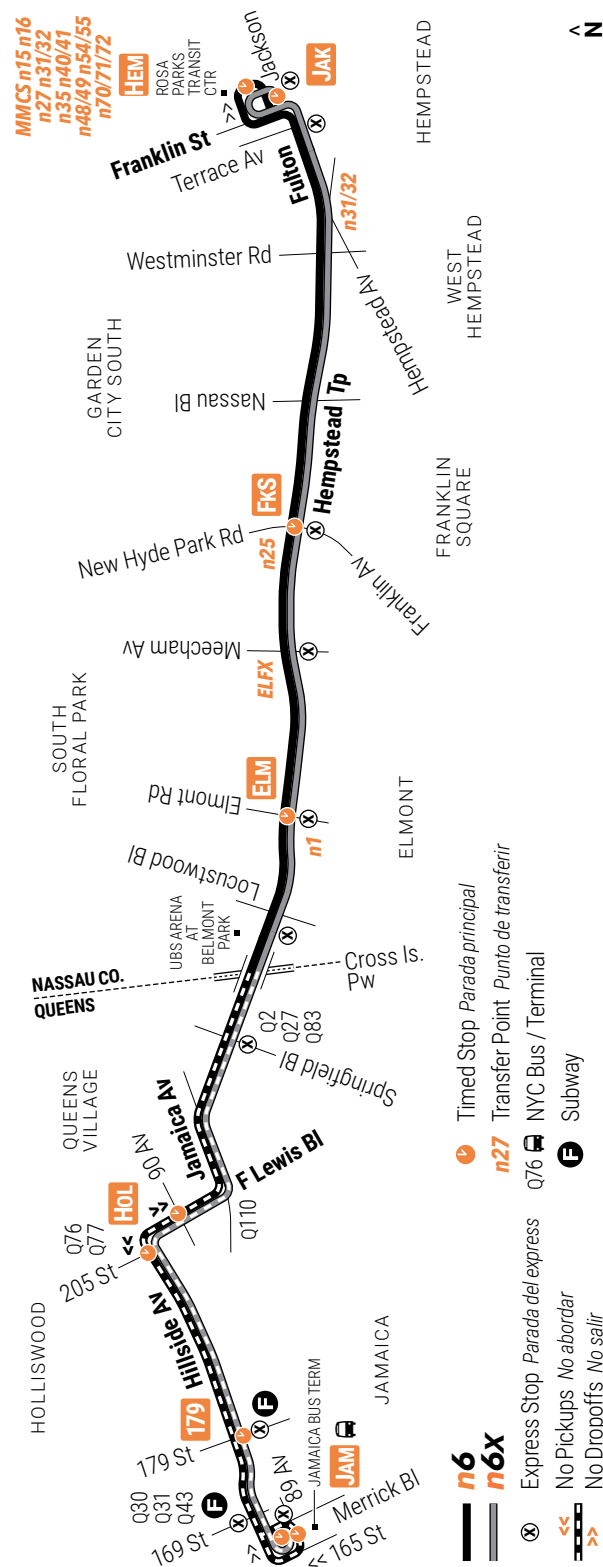 HOLLISWOOD
Q76
Q77
205 St
HOL
90 Av
Hillside Av
179
179 St
F
Q30
Q31
Q43
F
169 St
89 Av
JAMAICA BUS TERM
JAM
Merrick Bl
165 St
JAMAICA
QUEENS
VILLAGE
Jamaica Av
F Lewis Bl
Q110
Springfield Bl
Q2
Q27
Q83
NASSAU CO.
QUEENS
Cross Is.
Pw
UBS ARENA
AT
BELMONT
PARK
Locustwood Bl
SOUTH
FLORAL PARK
Elmont Rd
ELM
n1
ELMONT
Meecham Av
ELFX
New Hyde Park Rd
FKS
n25
Franklin Av
Hempstead Tp
FRANKLIN
SQUARE
GARDEN
CITY SOUTH
Nassau Bl
Westminster Rd
Hempstead Av
n31/32
WEST
HEMPSTEAD
Franklin St
Terrace Av
Fulton
MMCS n15 n16
n27 n31/32
n35 n40/41
n48/49 n54/55
n70/71/72
HEM
ROSA
PARKS
TRANSIT
CTR
Jackson
JAK
HEMPSTEAD
N
n6
n6X
X Express Stop Parada del express
<< No Pickups No abordar
>> No Dropoffs No salir
Timed Stop Parada principal
n27 Transfer Point Punto de transferir
Q76 NYC Bus / Terminal
F Subway